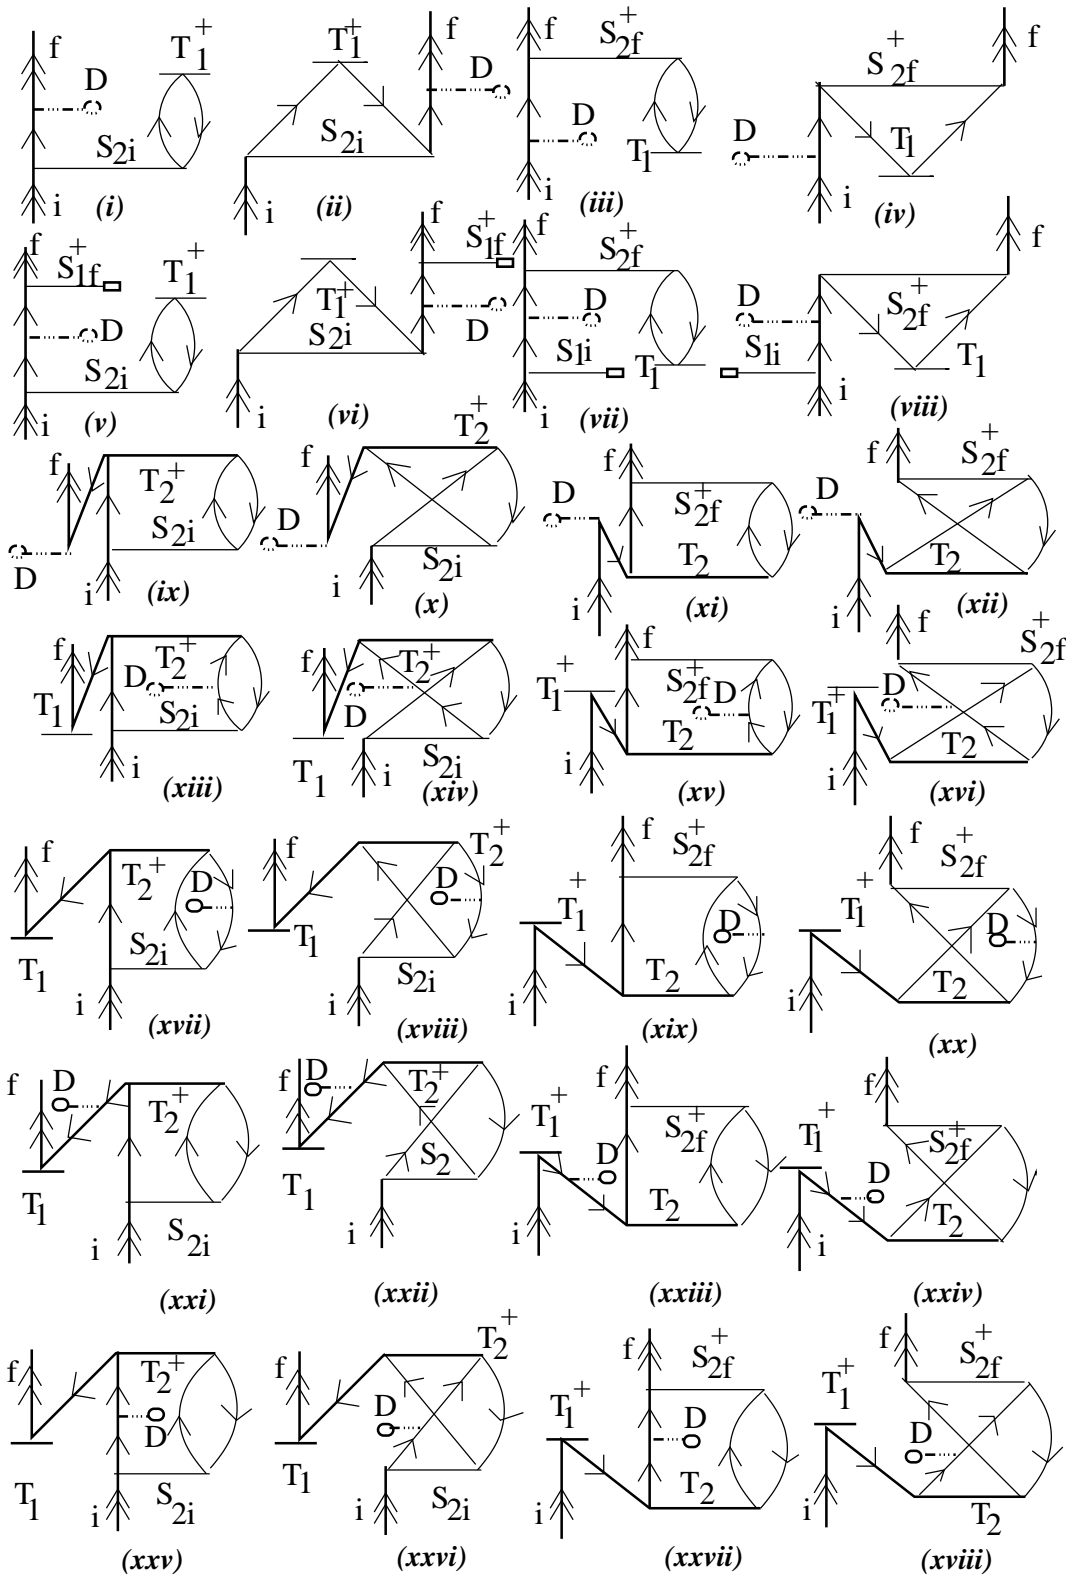 f T₁⁺ D S₂ᵢ i (i)
T₁⁺ f D S₂ᵢ i (ii)
f S₂f⁺ D T₁ i (iii)
S₂f⁺ f D T₁ i (iv)
f S₁f⁺ T₁⁺ D S₂ᵢ i (v)
S₁f⁺ f T₁⁺ D S₂ᵢ i (vi)
f S₂f⁺ D S₁ᵢ T₁ i (vii)
f D S₂f⁺ S₁ᵢ T₁ i (viii)
f T₂⁺ S₂ᵢ D i (ix)
f T₂⁺ D S₂ᵢ i (x)
f S₂f⁺ D T₂ i (xi)
f S₂f⁺ D T₂ i (xii)
f T₂⁺ D S₂ᵢ T₁ i (xiii)
f T₂⁺ D T₁ S₂ᵢ i (xiv)
f T₁⁺ S₂f⁺ D T₂ i (xv)
f S₂f⁺ T₁⁺ D T₂ i (xvi)
f T₂⁺ D S₂ᵢ T₁ i (xvii)
f T₂⁺ D T₁ S₂ᵢ i (xviii)
f S₂f⁺ T₁⁺ D T₂ i (xix)
f S₂f⁺ T₁⁺ D T₂ i (xx)
f D T₂⁺ T₁ S₂ᵢ i (xxi)
f D T₂⁺ S₂ T₁ i (xxii)
f T₁⁺ S₂f⁺ D T₂ i (xxiii)
f T₁⁺ S₂f⁺ D T₂ i (xxiv)
f T₂⁺ D T₁ S₂ᵢ i (xxv)
f T₂⁺ D T₁ S₂ᵢ i (xxvi)
f S₂f⁺ T₁⁺ D T₂ i (xxvii)
f S₂f⁺ T₁⁺ D T₂ i (xviii)